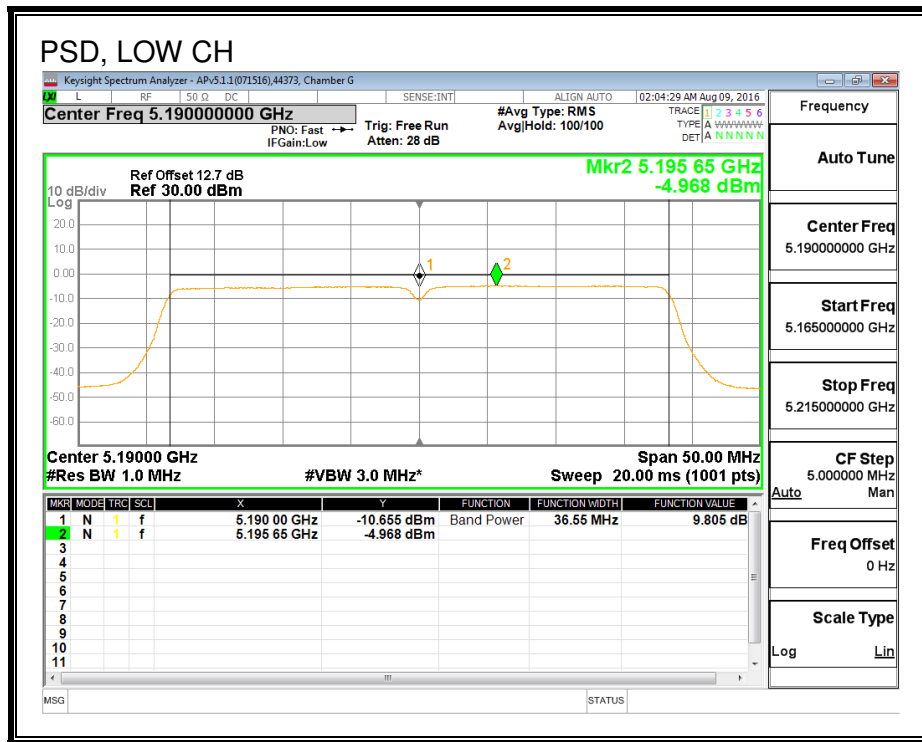 PSD, LOW CH
Keysight Spectrum Analyzer - APv5.1.1(071516),44373, Chamber G
LXI L RF 50 Ω DC SENSE:INT ALIGN AUTO 02:04:29 AM Aug 09, 2016
Center Freq 5.190000000 GHz
PNO: Fast
IFGain:Low
Trig: Free Run
Atten: 28 dB
#Avg Type: RMS
Avg|Hold: 100/100
TRACE 1 2 3 4 5 6
TYPE A WWWWW
DET A N N N N N
Mkr2 5.195 65 GHz
-4.968 dBm
Ref Offset 12.7 dB
10 dB/div Ref 30.00 dBm
Log
20.0
10.0
0.00
-10.0
-20.0
-30.0
-40.0
-50.0
-60.0
1
2
Center 5.19000 GHz Span 50.00 MHz
#Res BW 1.0 MHz #VBW 3.0 MHz* Sweep 20.00 ms (1001 pts)
MKR MODE TRC SCL X Y FUNCTION FUNCTION WIDTH FUNCTION VALUE
1 N 1 f 5.190 00 GHz -10.655 dBm Band Power 36.55 MHz 9.805 dB
2 N 1 f 5.195 65 GHz -4.968 dBm
3
4
5
6
7
8
9
10
11
MSG STATUS
Frequency
Auto Tune
Center Freq
5.190000000 GHz
Start Freq
5.165000000 GHz
Stop Freq
5.215000000 GHz
CF Step
5.000000 MHz
Auto Man
Freq Offset
0 Hz
Scale Type
Log Lin